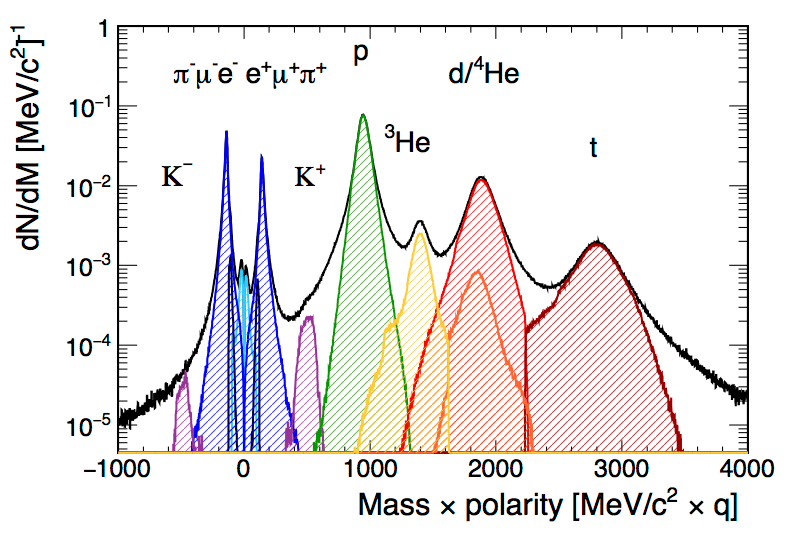 dN/dM [MeV/c²]⁻¹
1
10⁻¹
10⁻²
10⁻³
10⁻⁴
10⁻⁵
π⁻μ⁻e⁻ e⁺μ⁺π⁺
p
d/⁴He
³He
t
K⁻
K⁺
−1000 0 1000 2000 3000 4000
Mass × polarity [MeV/c² × q]